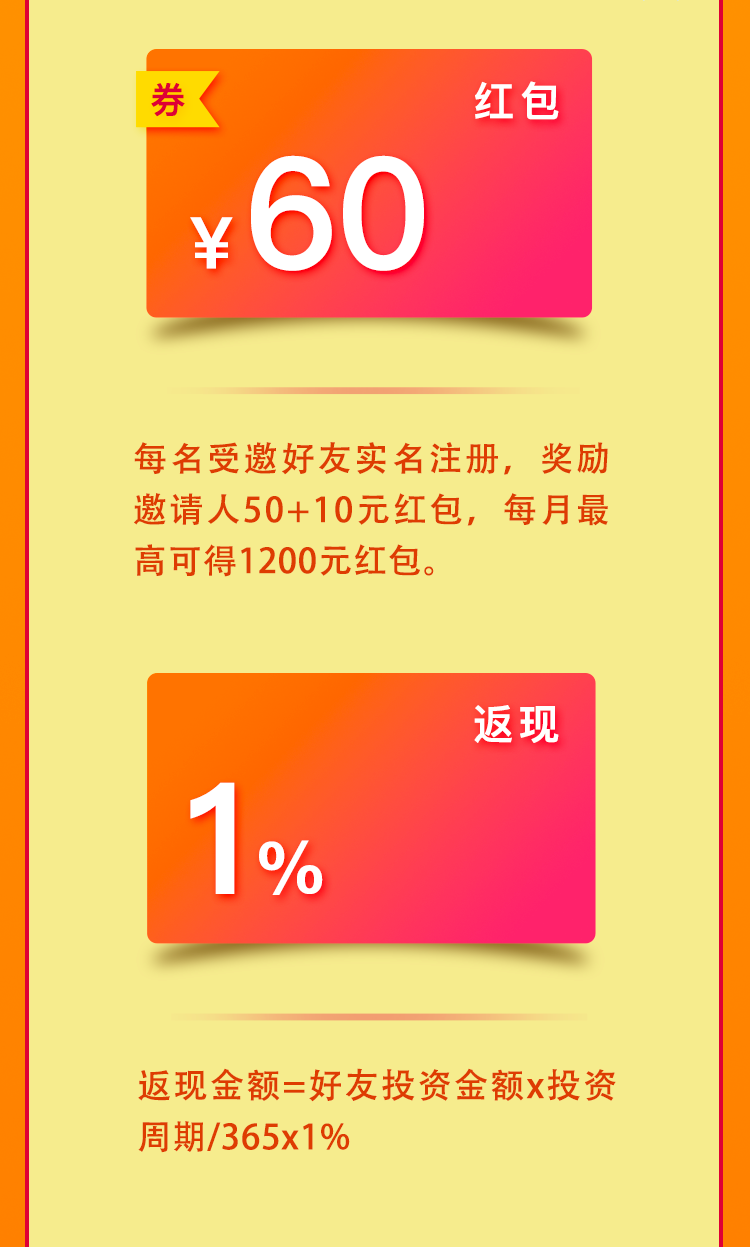 券
红包
¥60
每名受邀好友实名注册，奖励
邀请人50+10元红包，每月最
高可得1200元红包。
返现
1%
返现金额=好友投资金额x投资
周期/365x1%